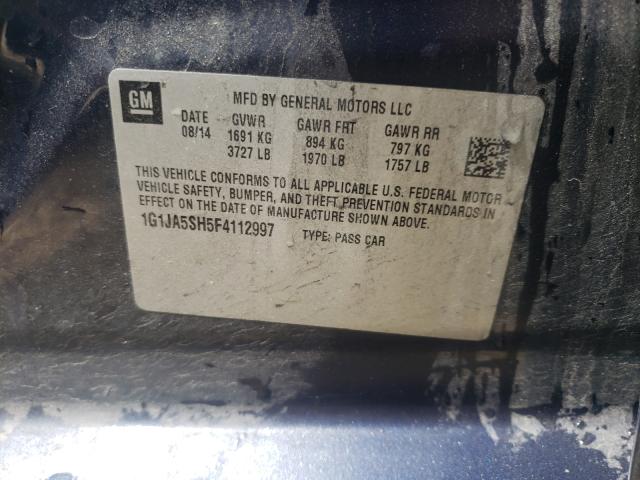 GM
MFD BY GENERAL MOTORS LLC
DATE GVWR GAWR FRT GAWR RR
08/14 1691 KG 894 KG 797 KG
3727 LB 1970 LB 1757 LB
THIS VEHICLE CONFORMS TO ALL APPLICABLE U.S. FEDERAL MOTOR
VEHICLE SAFETY, BUMPER, AND THEFT PREVENTION STANDARDS IN
EFFECT ON THE DATE OF MANUFACTURE SHOWN ABOVE.
1G1JA5SH5F4112997 TYPE: PASS CAR